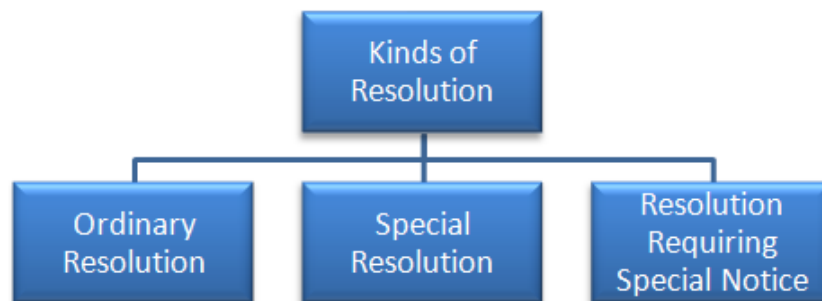 Kinds of
Resolution
Ordinary
Resolution
Special
Resolution
Resolution
Requiring
Special Notice